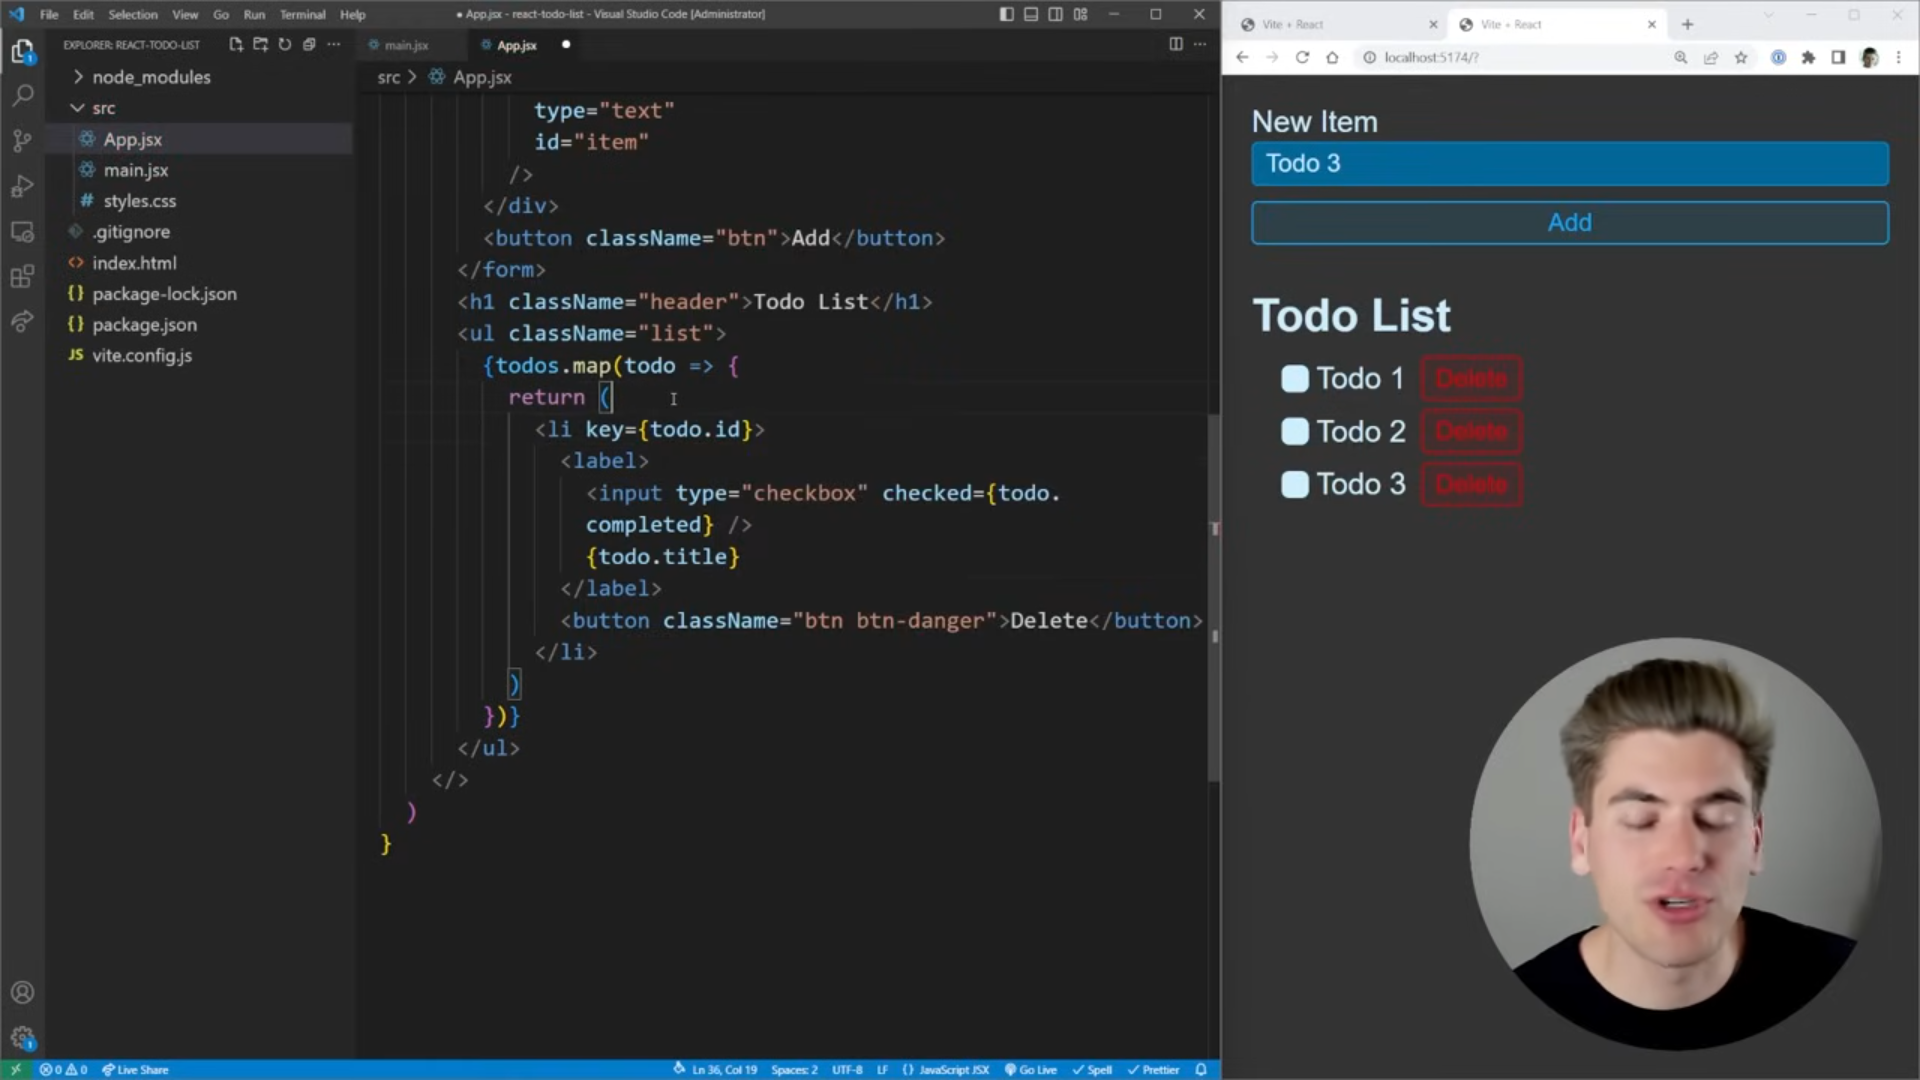 File Edit Selection View Go Run Terminal Help
● App.jsx - react-todo-list - Visual Studio Code [Administrator]
EXPLORER: REACT-TODO-LIST
node_modules
src
App.jsx
main.jsx
styles.css
.gitignore
index.html
package-lock.json
package.json
vite.config.js
main.jsx
App.jsx
src > App.jsx
type="text"
id="item"
/>
</div>
<button className="btn">Add</button>
</form>
<h1 className="header">Todo List</h1>
<ul className="list">
{todos.map(todo => {
return (
<li key={todo.id}>
<label>
<input type="checkbox" checked={todo.
completed} />
{todo.title}
</label>
<button className="btn btn-danger">Delete</button>
</li>
)
})}
</ul>
</>
)
}
0 0 Live Share
Ln 36, Col 19 Spaces: 2 UTF-8 LF {} JavaScript JSX Go Live Spell Prettier
Vite + React
Vite + React
localhost:5174/?
New Item
Todo 3
Add
Todo List
Todo 1 Delete
Todo 2 Delete
Todo 3 Delete